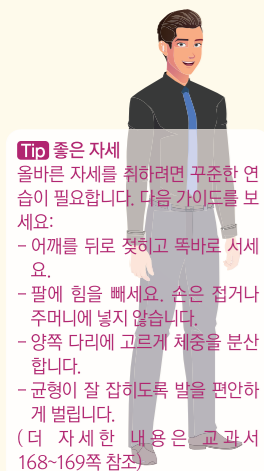 Tip 좋은 자세
올바른 자세를 취하려면 꾸준한 연
습이 필요합니다. 다음 가이드를 보
세요:
- 어깨를 뒤로 젖히고 똑바로 서세
요.
- 팔에 힘을 빼세요. 손은 접거나
주머니에 넣지 않습니다.
- 양쪽 다리에 고르게 체중을 분산
합니다.
- 균형이 잘 잡히도록 발을 편안하
게 벌립니다.
(더 자세한 내용은 교과서
168~169쪽 참조)